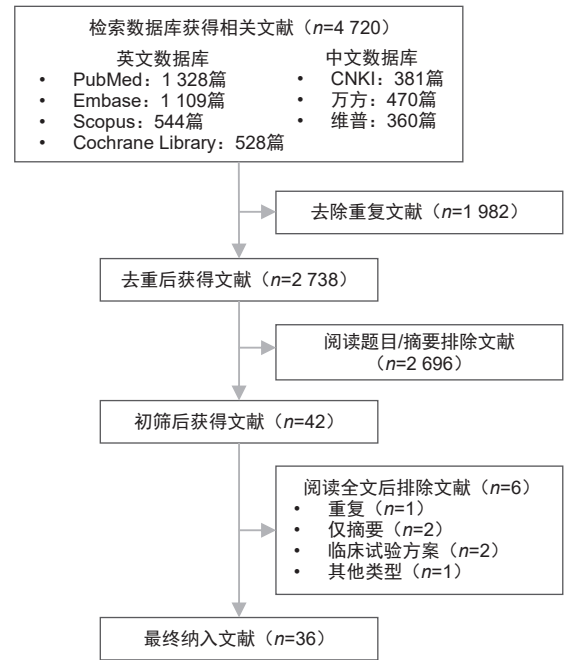 检索数据库获得相关文献（n=4 720）
英文数据库
• PubMed：1 328篇
• Embase：1 109篇
• Scopus：544篇
• Cochrane Library：528篇
中文数据库
• CNKI：381篇
• 万方：470篇
• 维普：360篇
去除重复文献（n=1 982）
去重后获得文献（n=2 738）
阅读题目/摘要排除文献
（n=2 696）
初筛后获得文献（n=42）
阅读全文后排除文献（n=6）
• 重复（n=1）
• 仅摘要（n=2）
• 临床试验方案（n=2）
• 其他类型（n=1）
最终纳入文献（n=36）